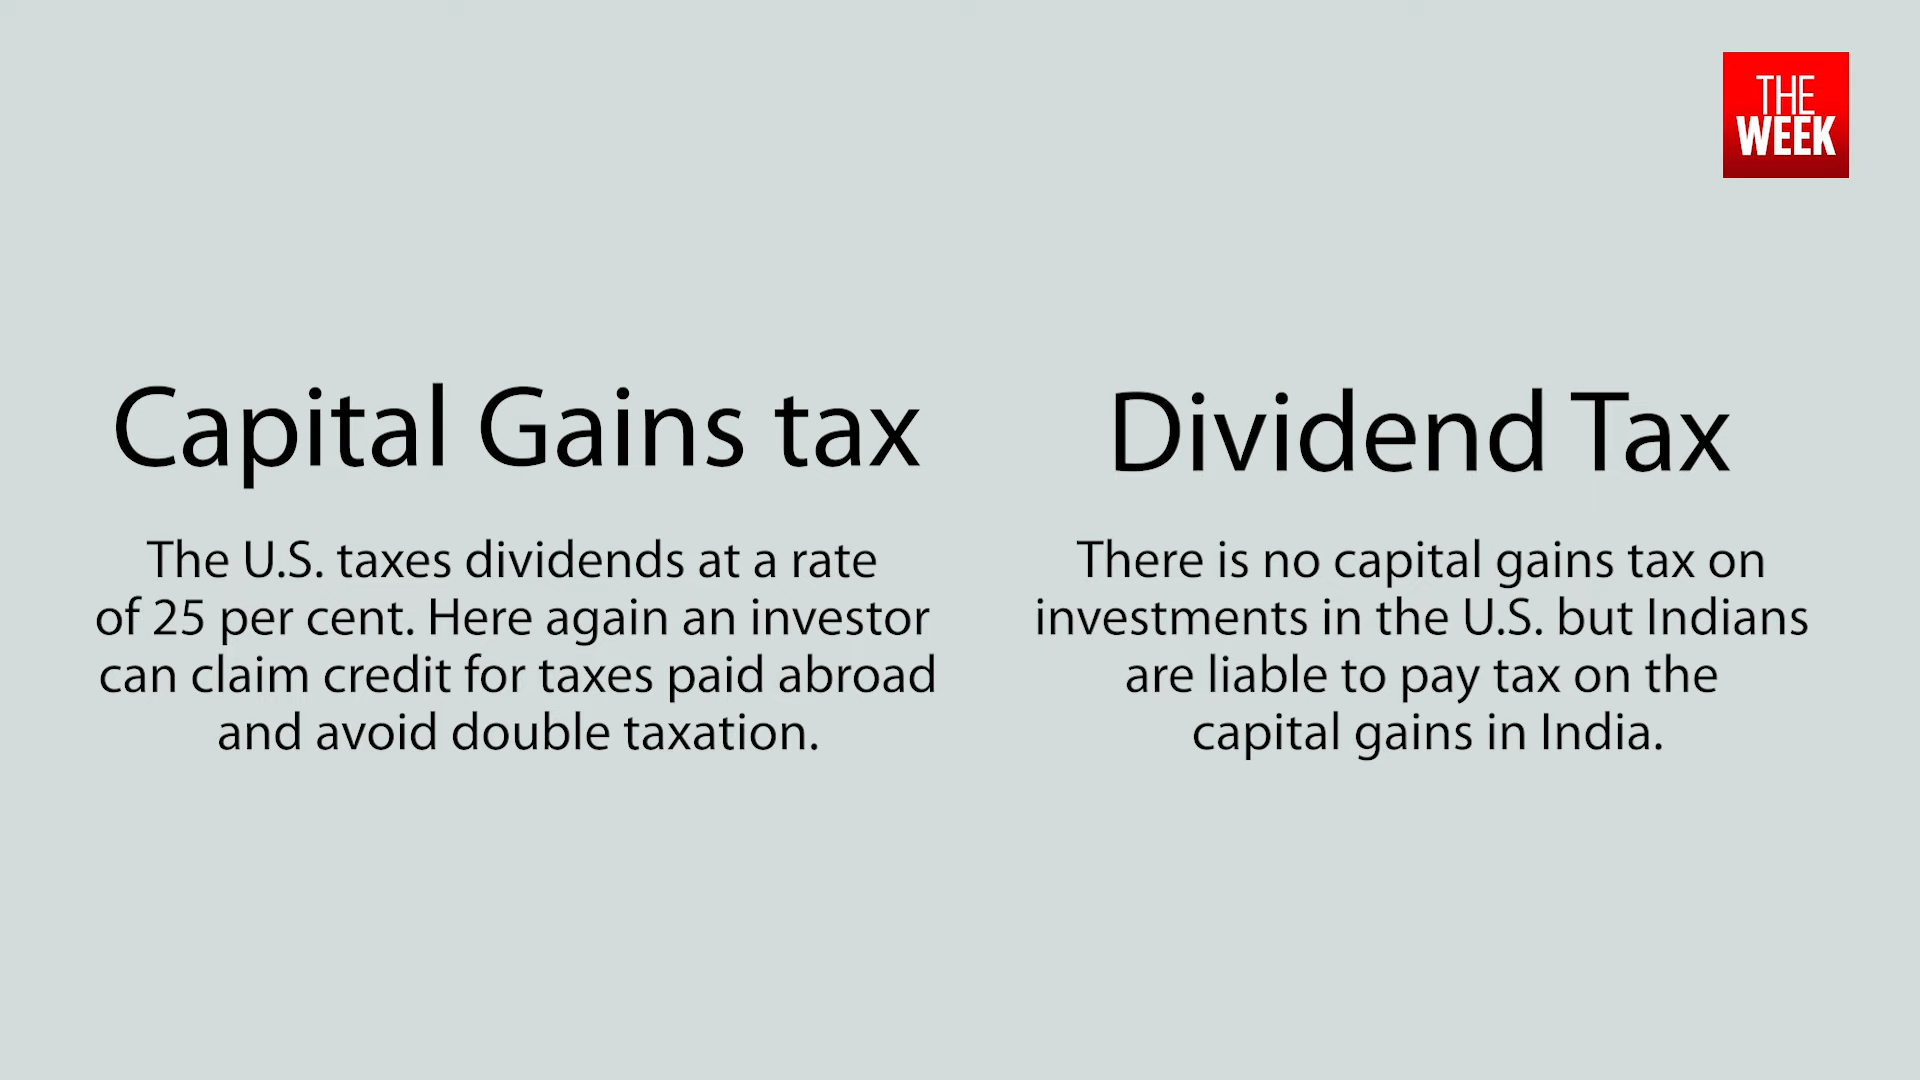 THE
WEEK
Capital Gains tax
The U.S. taxes dividends at a rate
of 25 per cent. Here again an investor
can claim credit for taxes paid abroad
and avoid double taxation.
Dividend Tax
There is no capital gains tax on
investments in the U.S. but Indians
are liable to pay tax on the
capital gains in India.